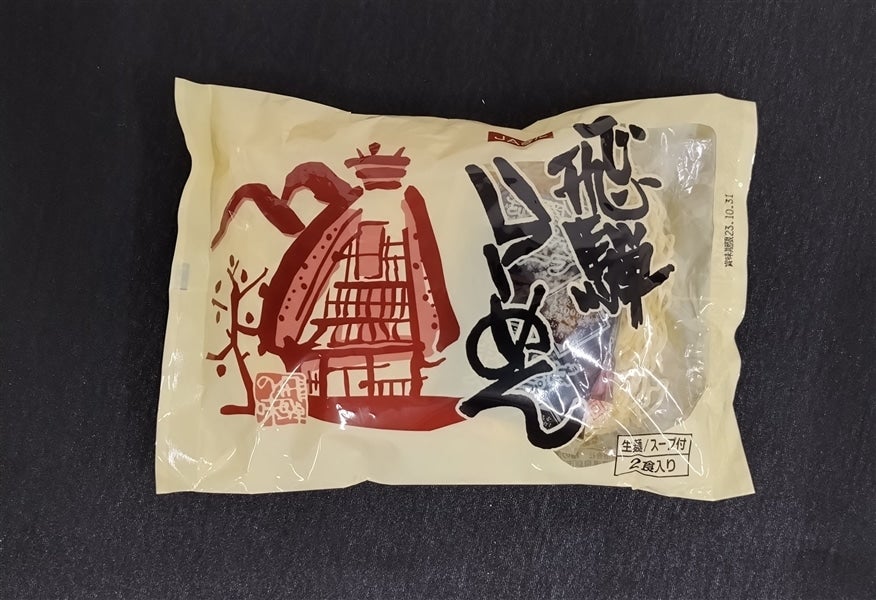 飛騨
らーめん
賞味期限23.10.31
生麺/スープ付
2食入り